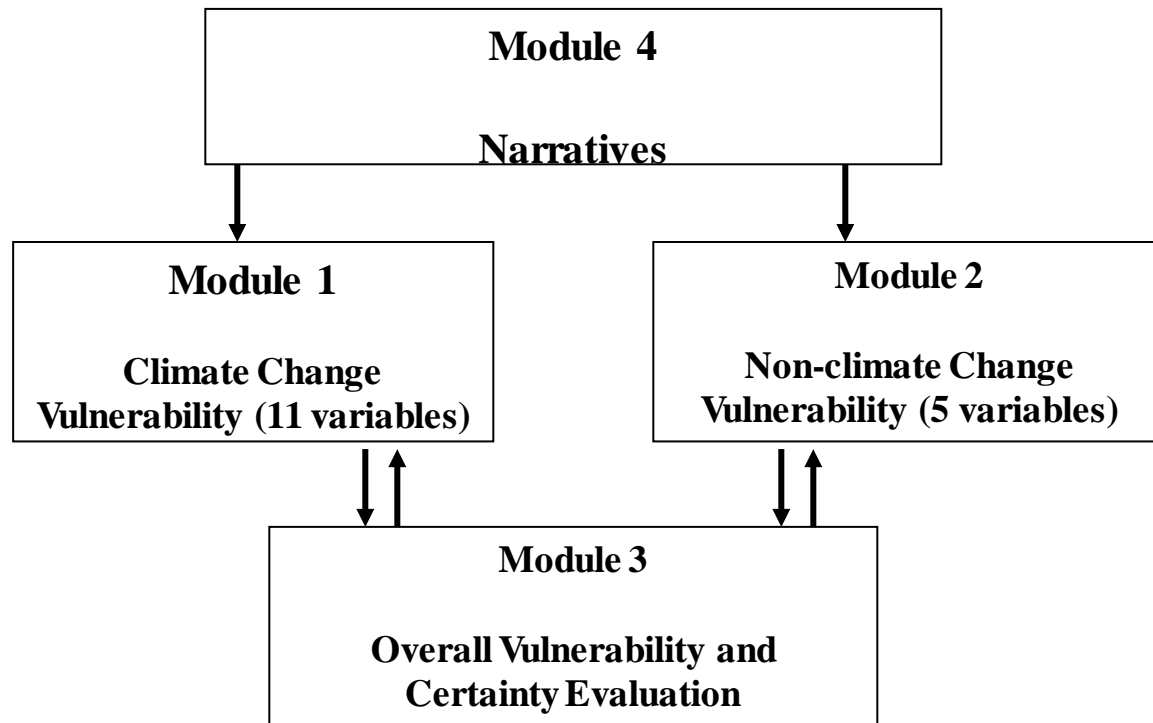 Module 4
Narratives
Module 1
Climate Change
Vulnerability (11 variables)
Module 2
Non-climate Change
Vulnerability (5 variables)
Module 3
Overall Vulnerability and
Certainty Evaluation